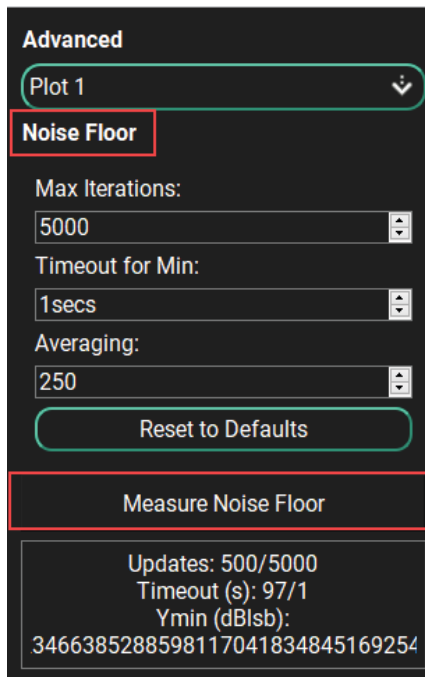 Advanced
Plot 1
Noise Floor
Max Iterations:
5000
Timeout for Min:
1secs
Averaging:
250
Reset to Defaults
Measure Noise Floor
Updates: 500/5000
Timeout (s): 97/1
Ymin (dBlsb):
.3466385288598117041834845169254